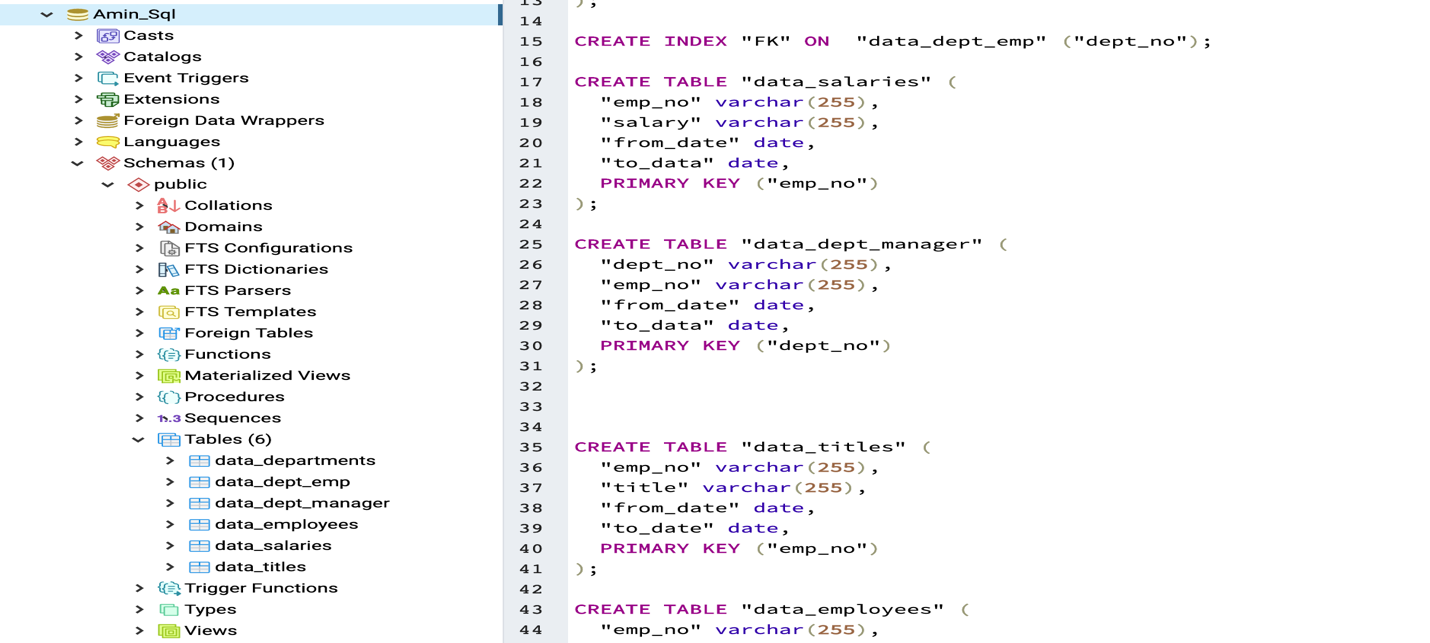 Amin_Sql
Casts
Catalogs
Event Triggers
Extensions
Foreign Data Wrappers
Languages
Schemas (1)
public
Collations
Domains
FTS Configurations
FTS Dictionaries
Aa FTS Parsers
FTS Templates
Foreign Tables
Functions
Materialized Views
Procedures
1..3 Sequences
Tables (6)
data_departments
data_dept_emp
data_dept_manager
data_employees
data_salaries
data_titles
Trigger Functions
Types
Views
13 );
14
15 CREATE INDEX "FK" ON  "data_dept_emp" ("dept_no");
16
17 CREATE TABLE "data_salaries" (
18   "emp_no" varchar(255),
19   "salary" varchar(255),
20   "from_date" date,
21   "to_data" date,
22   PRIMARY KEY ("emp_no")
23 );
24
25 CREATE TABLE "data_dept_manager" (
26   "dept_no" varchar(255),
27   "emp_no" varchar(255),
28   "from_date" date,
29   "to_data" date,
30   PRIMARY KEY ("dept_no")
31 );
32
33
34
35 CREATE TABLE "data_titles" (
36   "emp_no" varchar(255),
37   "title" varchar(255),
38   "from_date" date,
39   "to_date" date,
40   PRIMARY KEY ("emp_no")
41 );
42
43 CREATE TABLE "data_employees" (
44   "emp_no" varchar(255),